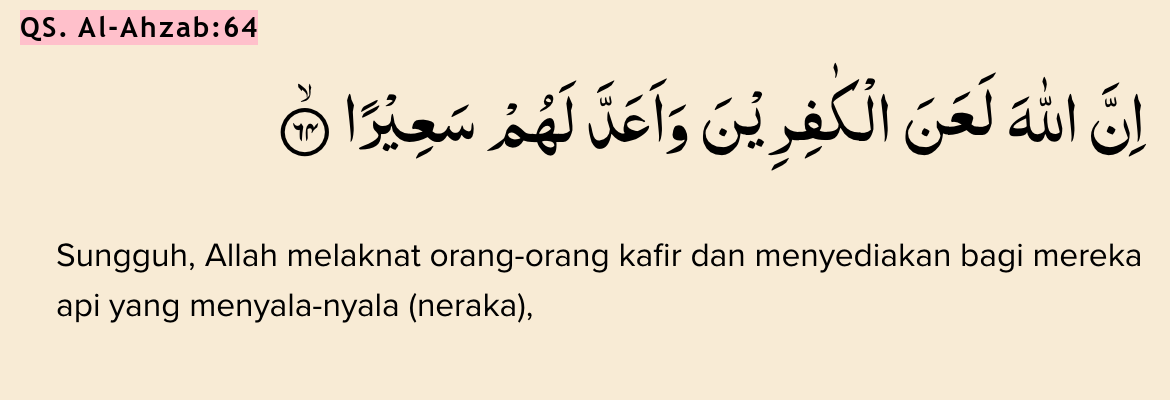 QS. Al-Ahzab:64
اِنَّ اللّٰهَ لَعَنَ الْكٰفِرِيْنَ وَاَعَدَّ لَهُمْ سَعِيْرًا ۙ ٦٤
Sungguh, Allah melaknat orang-orang kafir dan menyediakan bagi mereka
api yang menyala-nyala (neraka),